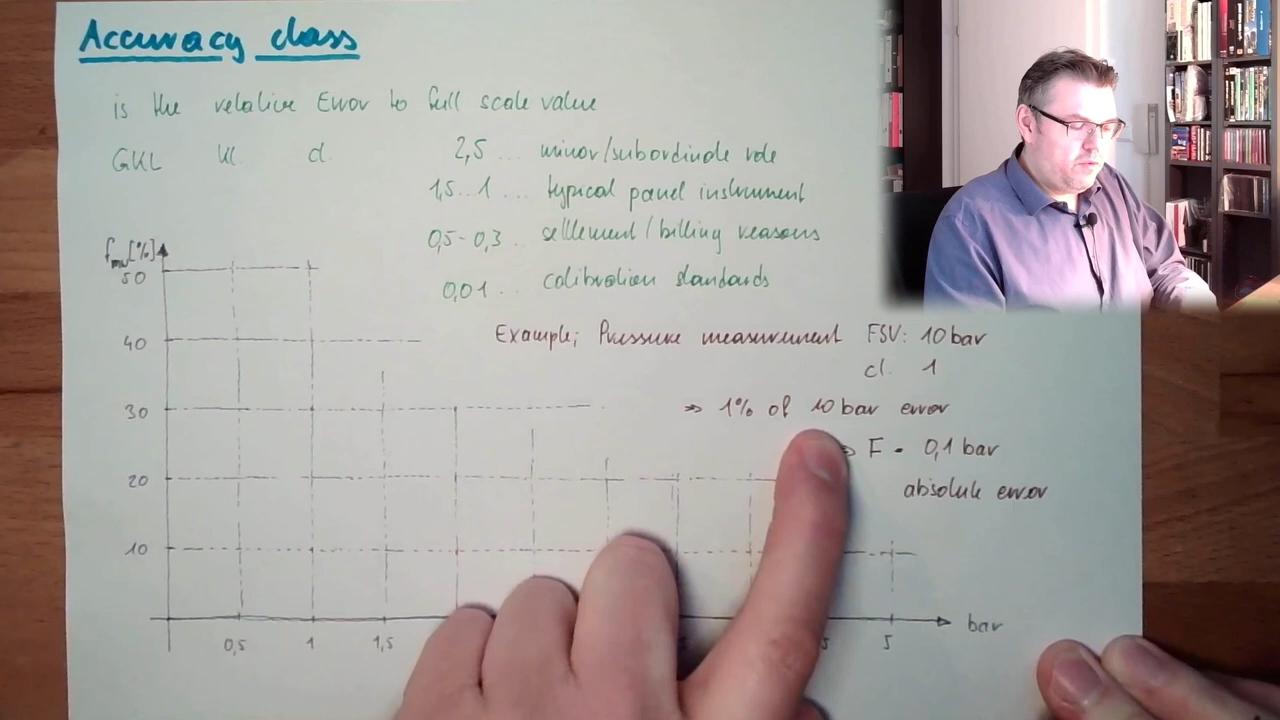 Accuracy class
is the relative Error to full scale value
GKL Kl. cl.
2,5 ... minor/subordinate role
1,5...1 ... typical panel instrument
0,5-0,3 .. settlement/billing reasons
0,01 ... calibration standards
Example; Pressure measurement FSV: 10 bar
cl. 1
⇒ 1% of 10 bar error
⇒ F = 0,1 bar
absolute error
[%]
50
40
30
20
10
0,5 1 1,5 5 bar